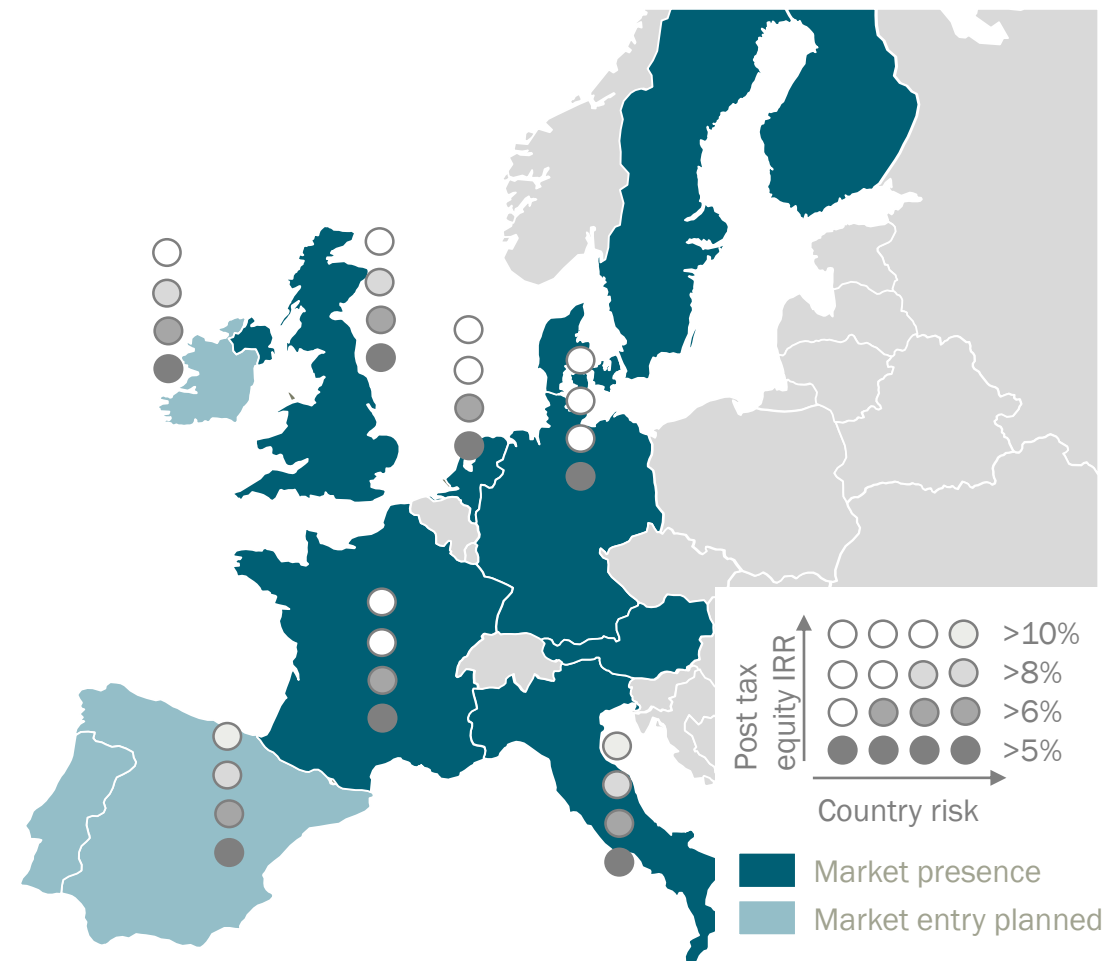 Post tax
equity IRR
>10%
>8%
>6%
>5%
Country risk
Market presence
Market entry planned